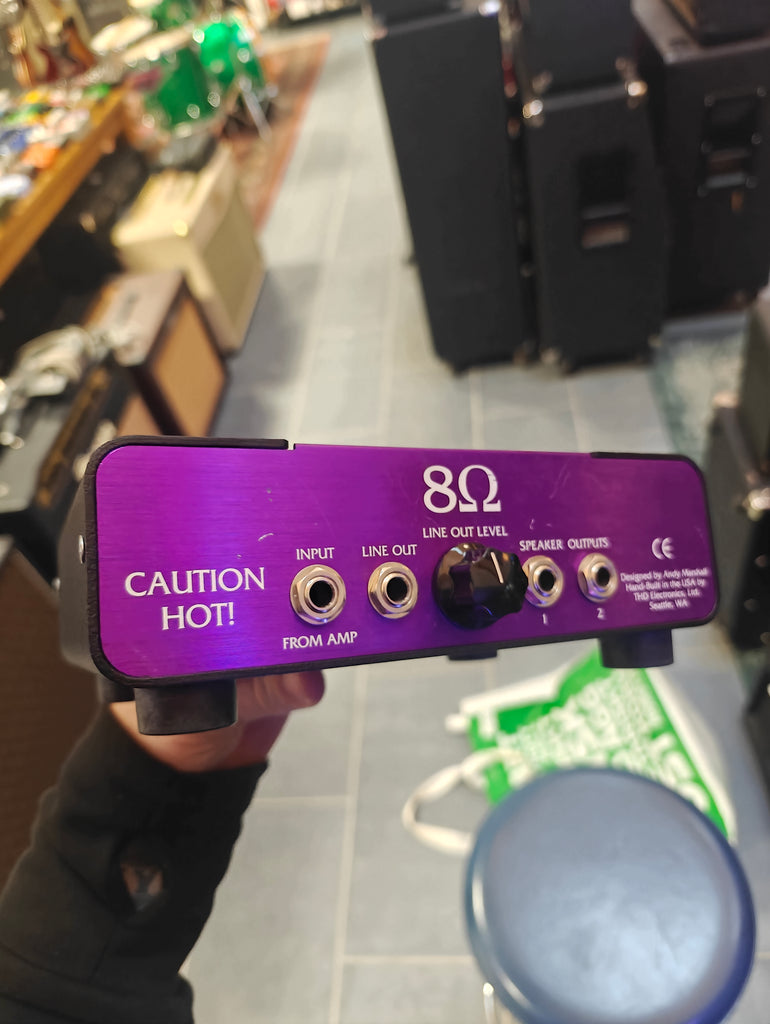 8Ω
LINE OUT LEVEL
INPUT
LINE OUT
SPEAKER OUTPUTS
CE
CAUTION
HOT!
FROM AMP
1
2
Designed by Andy Marshall
Hand-Built in the USA by
THD Electronics, Ltd.
Seattle, WA